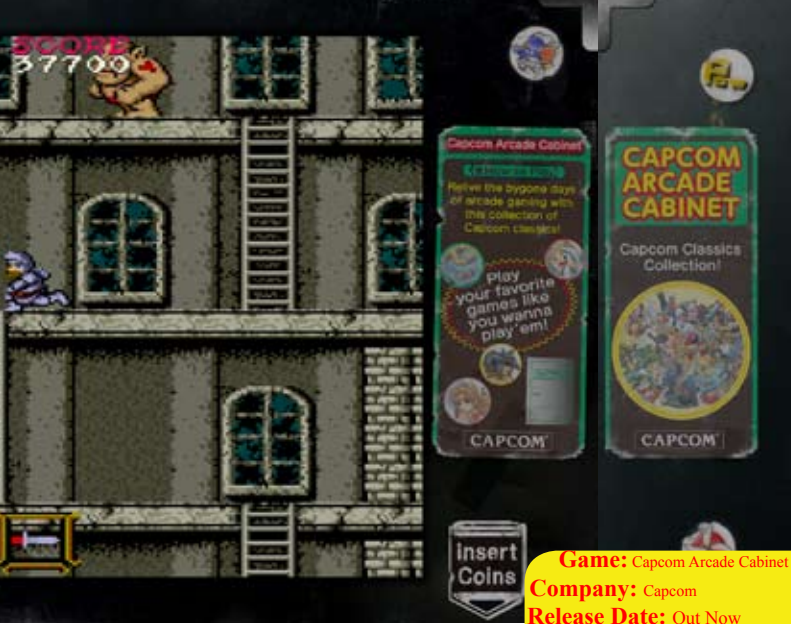 SCORE
37700
Capcom Arcade Cabinet
Relive the bygone days
of arcade gaming with
this collection of
Capcom classics!
Play
your favorite
games like
you wanna
play'em!
CAPCOM
CAPCOM
ARCADE
CABINET
Capcom Classics
Collection!
CAPCOM
insert
Coins
Game: Capcom Arcade Cabinet
Company: Capcom
Release Date: Out Now